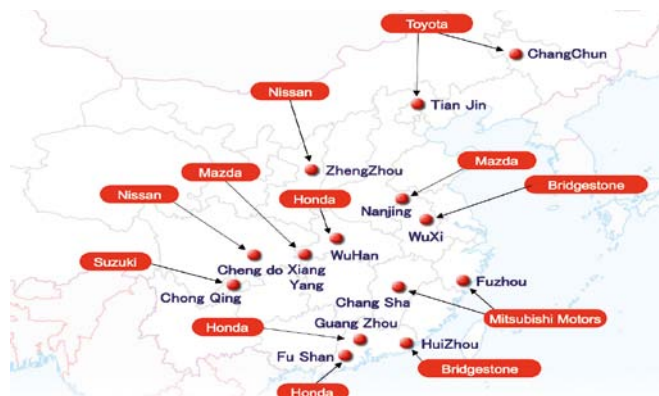 Toyota
ChangChun
Nissan
Tian Jin
Mazda
ZhengZhou
Mazda
Nissan
Honda
Nanjing
Bridgestone
WuXi
WuHan
Suzuki
Cheng do Xiang
Yang
Fuzhou
Chong Qing
Chang Sha
Honda
Guang Zhou
Mitsubishi Motors
HuiZhou
Fu Shan
Bridgestone
Honda